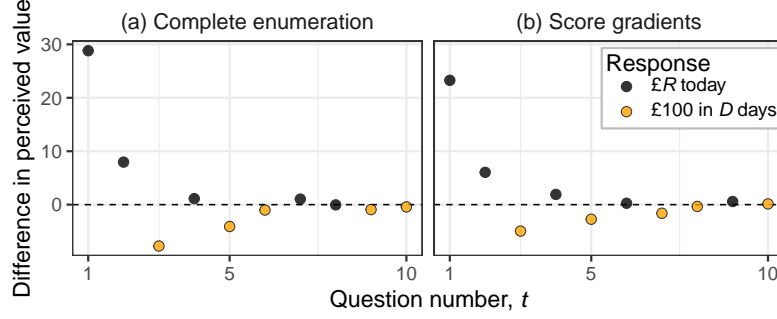 (a) Complete enumeration
(b) Score gradients
Difference in perceived value
30
20
10
0
Response
£R today
£100 in D days
1
5
10
1
5
10
Question number, t